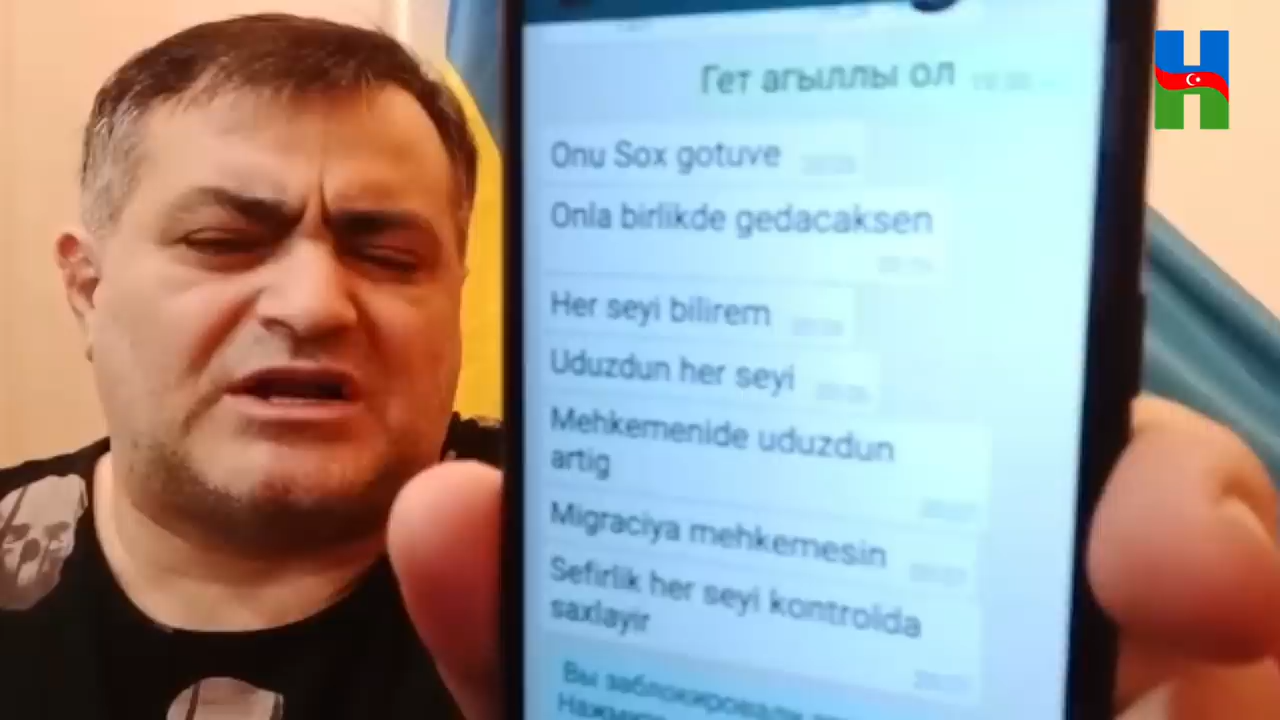 Гет агыллы ол
Onu Sox gotuve
Onla birlikde gedacaksen
Her seyi bilirem
Uduzdun her seyi
Mehkemenide uduzdun
artig
Migraciya mehkemesin
Sefirlik her seyi kontrolda
saxlayir
Вы заблокировали